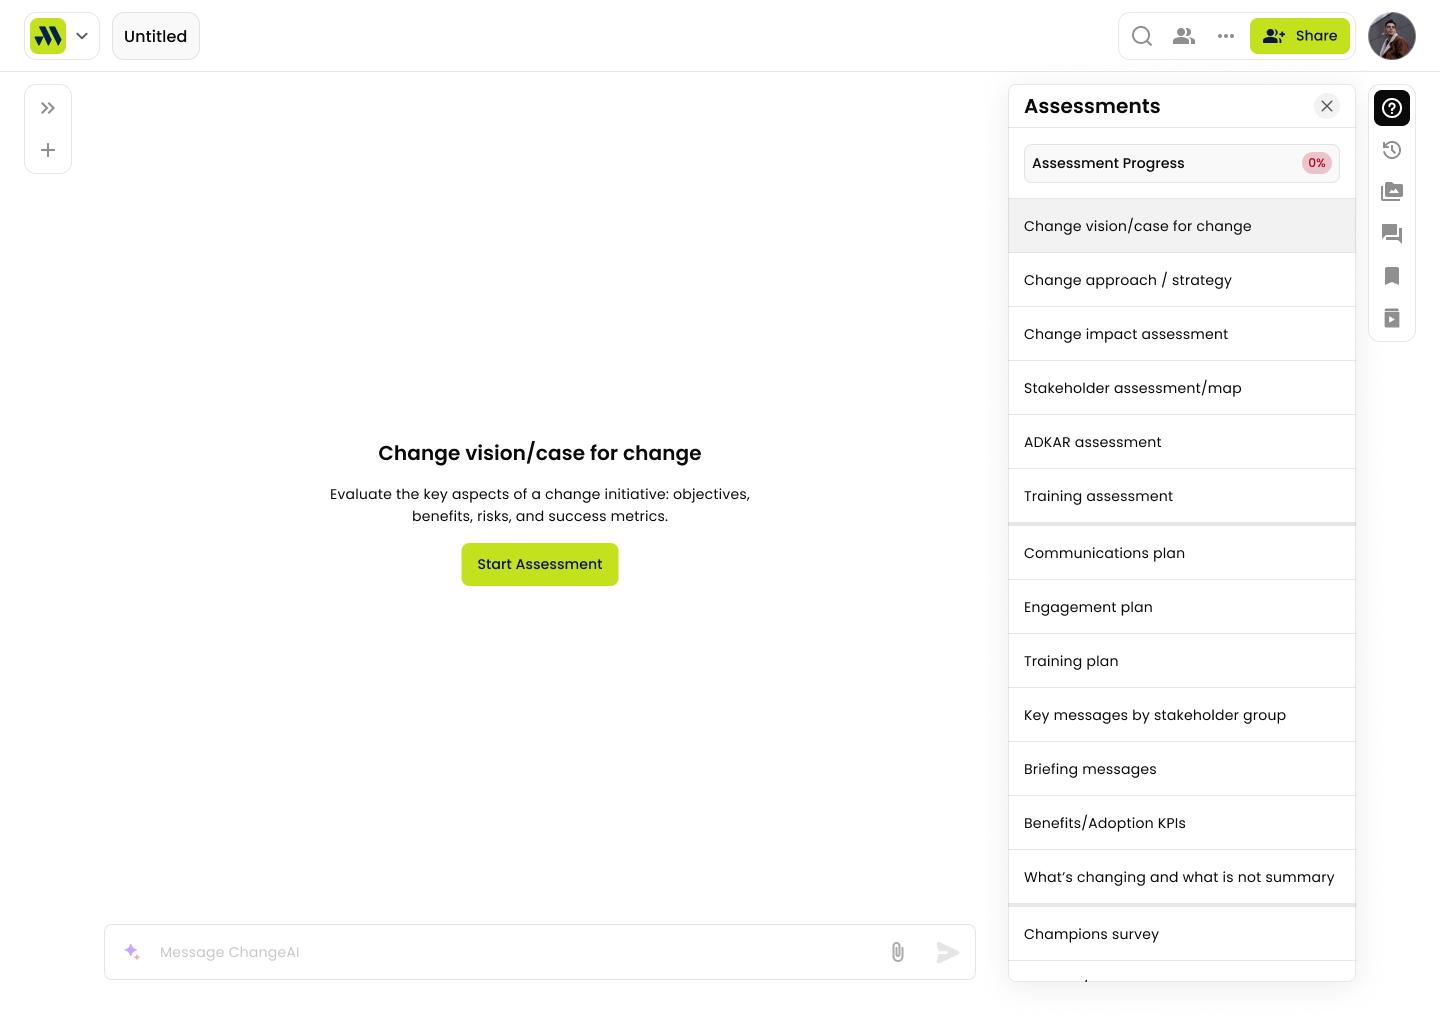 Untitled
Share
Assessments
Assessment Progress
0%
Change vision/case for change
Change approach / strategy
Change impact assessment
Stakeholder assessment/map
ADKAR assessment
Training assessment
Communications plan
Engagement plan
Training plan
Key messages by stakeholder group
Briefing messages
Benefits/Adoption KPIs
What's changing and what is not summary
Champions survey
Change vision/case for change
Evaluate the key aspects of a change initiative: objectives,
benefits, risks, and success metrics.
Start Assessment
Message ChangeAI